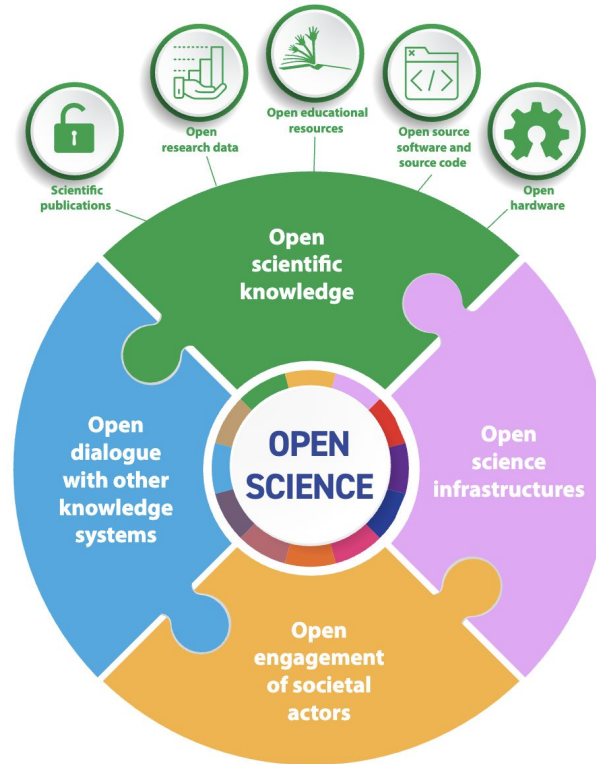 Scientific
publications
Open
research data
Open educational
resources
Open source
software and
source code
Open
hardware
Open
scientific
knowledge
Open
dialogue
with other
knowledge
systems
OPEN
SCIENCE
Open
science
infrastructures
Open
engagement
of societal
actors